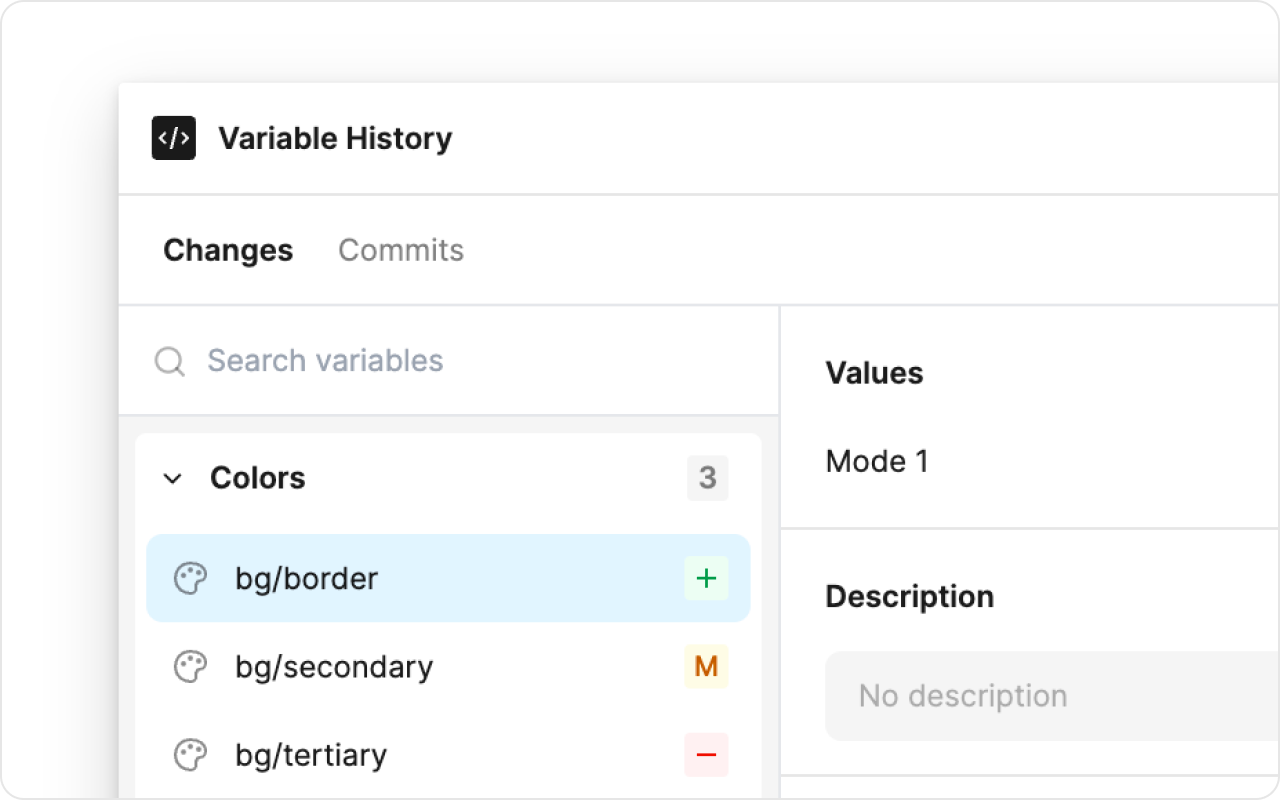 </> Variable History
Changes Commits
Search variables
Colors 3
bg/border +
bg/secondary M
bg/tertiary −
Values
Mode 1
Description
No description